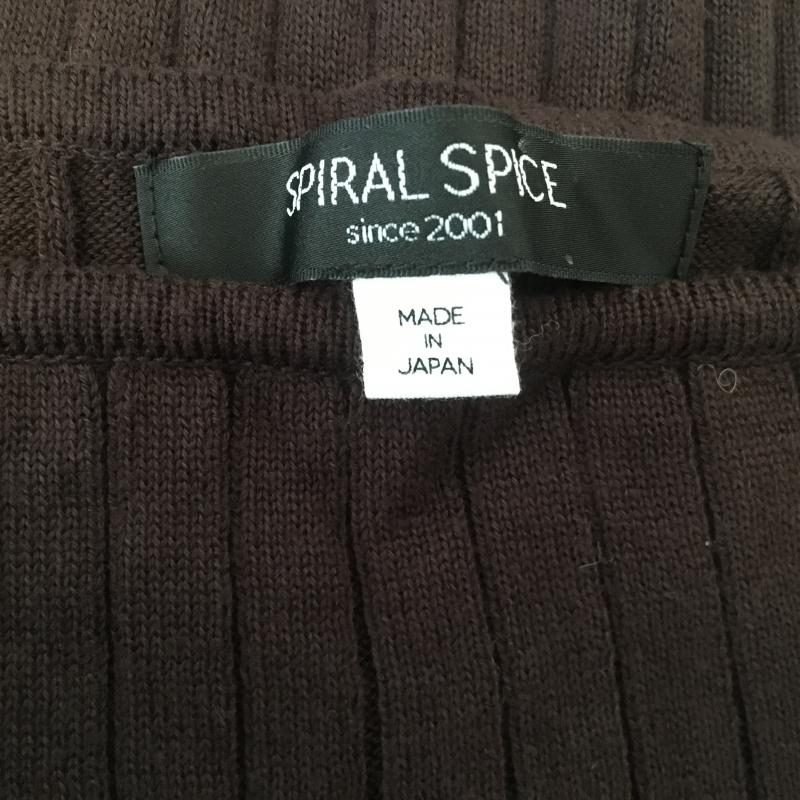 SPIRAL SPICE
since 2001
MADE
IN
JAPAN